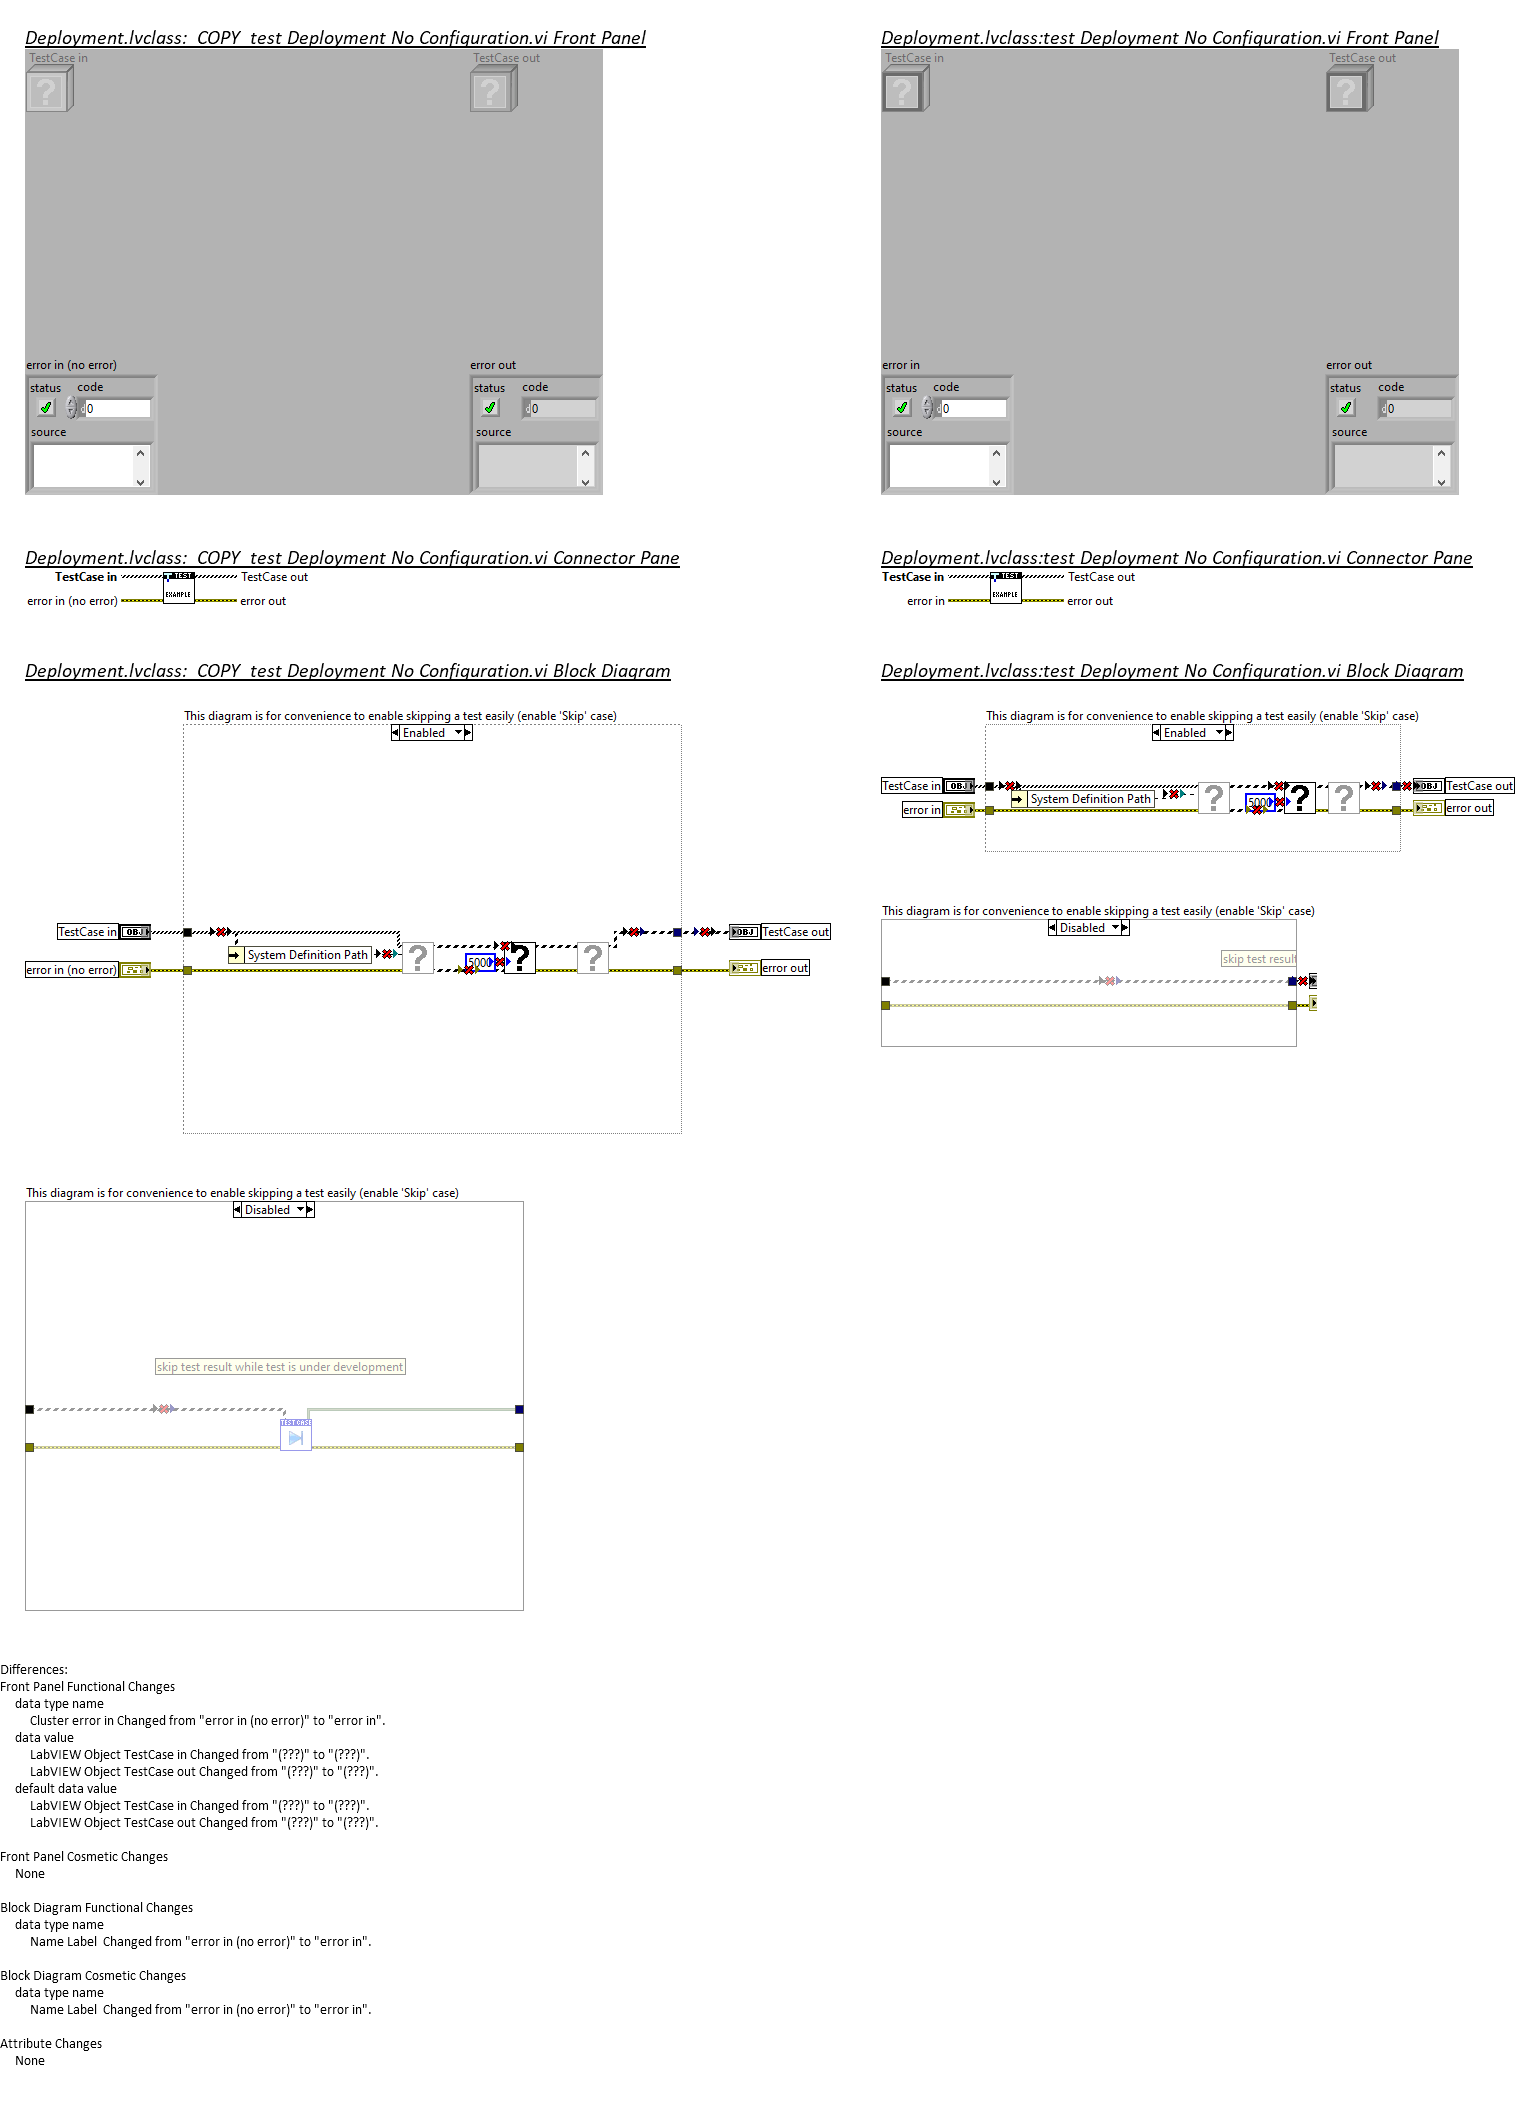 Deployment.lvclass:_COPY_test Deployment No Configuration.vi Front Panel
TestCase in
TestCase out
error in (no error)
error out
status code
status code
0
0
source
source
Deployment.lvclass:test Deployment No Configuration.vi Front Panel
TestCase in
TestCase out
error in
error out
status code
status code
0
0
source
source
Deployment.lvclass:_COPY_test Deployment No Configuration.vi Connector Pane
TestCase in
TEST
TestCase out
error in (no error)
EXAMPLE
error out
Deployment.lvclass:test Deployment No Configuration.vi Connector Pane
TestCase in
TEST
TestCase out
error in
EXAMPLE
error out
Deployment.lvclass:_COPY_test Deployment No Configuration.vi Block Diagram
This diagram is for convenience to enable skipping a test easily (enable 'Skip' case)
Enabled
TestCase in
OBJ
?
?
?
OBJ
TestCase out
System Definition Path
5000
error in (no error)
error out
This diagram is for convenience to enable skipping a test easily (enable 'Skip' case)
Disabled
skip test result while test is under development
TEST CASE
Deployment.lvclass:test Deployment No Configuration.vi Block Diagram
This diagram is for convenience to enable skipping a test easily (enable 'Skip' case)
Enabled
TestCase in
OBJ
?
?
?
OBJ
TestCase out
System Definition Path
5000
error in
error out
This diagram is for convenience to enable skipping a test easily (enable 'Skip' case)
Disabled
skip test result
Differences:
Front Panel Functional Changes
data type name
Cluster error in Changed from "error in (no error)" to "error in".
data value
LabVIEW Object TestCase in Changed from "(???)" to "(???)".
LabVIEW Object TestCase out Changed from "(???)" to "(???)".
default data value
LabVIEW Object TestCase in Changed from "(???)" to "(???)".
LabVIEW Object TestCase out Changed from "(???)" to "(???)".
Front Panel Cosmetic Changes
None
Block Diagram Functional Changes
data type name
Name Label  Changed from "error in (no error)" to "error in".
Block Diagram Cosmetic Changes
data type name
Name Label  Changed from "error in (no error)" to "error in".
Attribute Changes
None